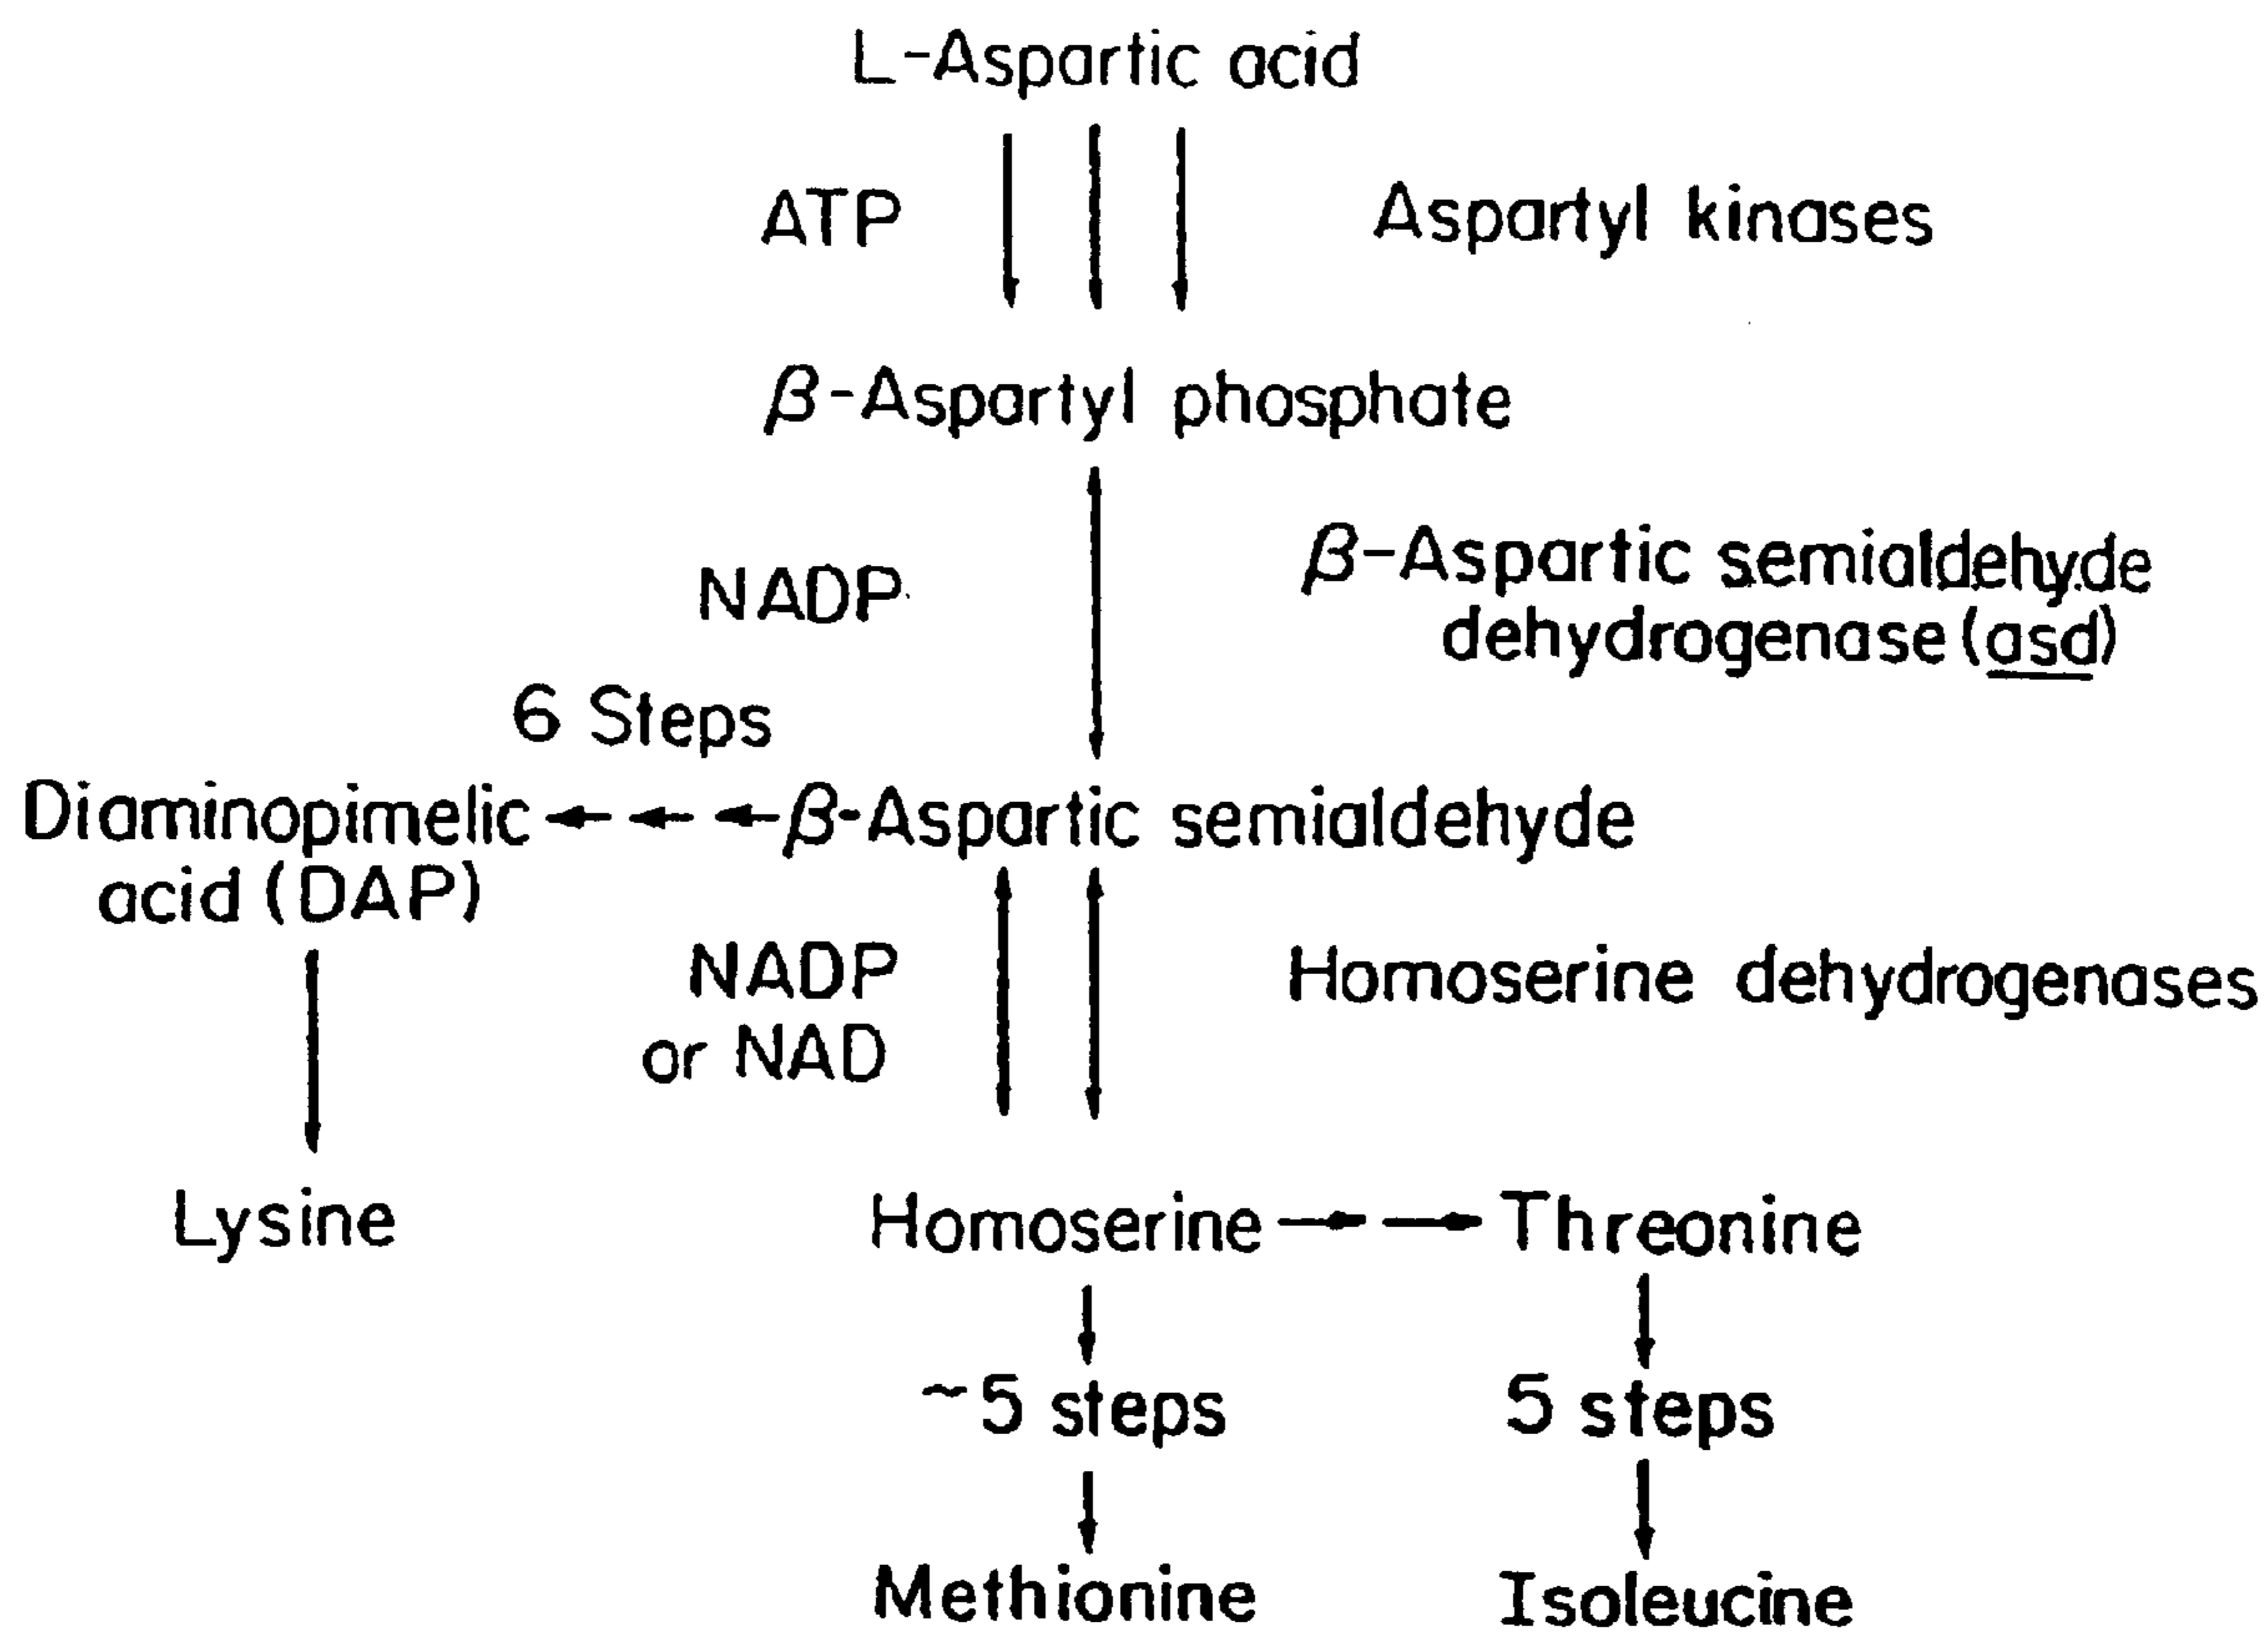 L-Aspartic acid
ATP
Aspartyl kinases
β-Aspartyl phosphate
NADP
β-Aspartic semialdehyde
dehydrogenase (asd)
6 Steps
Diaminopimelic
acid (DAP)
β-Aspartic semialdehyde
NADP
or NAD
Homoserine dehydrogenases
Lysine
Homoserine
Threonine
~5 steps
5 steps
Methionine
Isoleucine